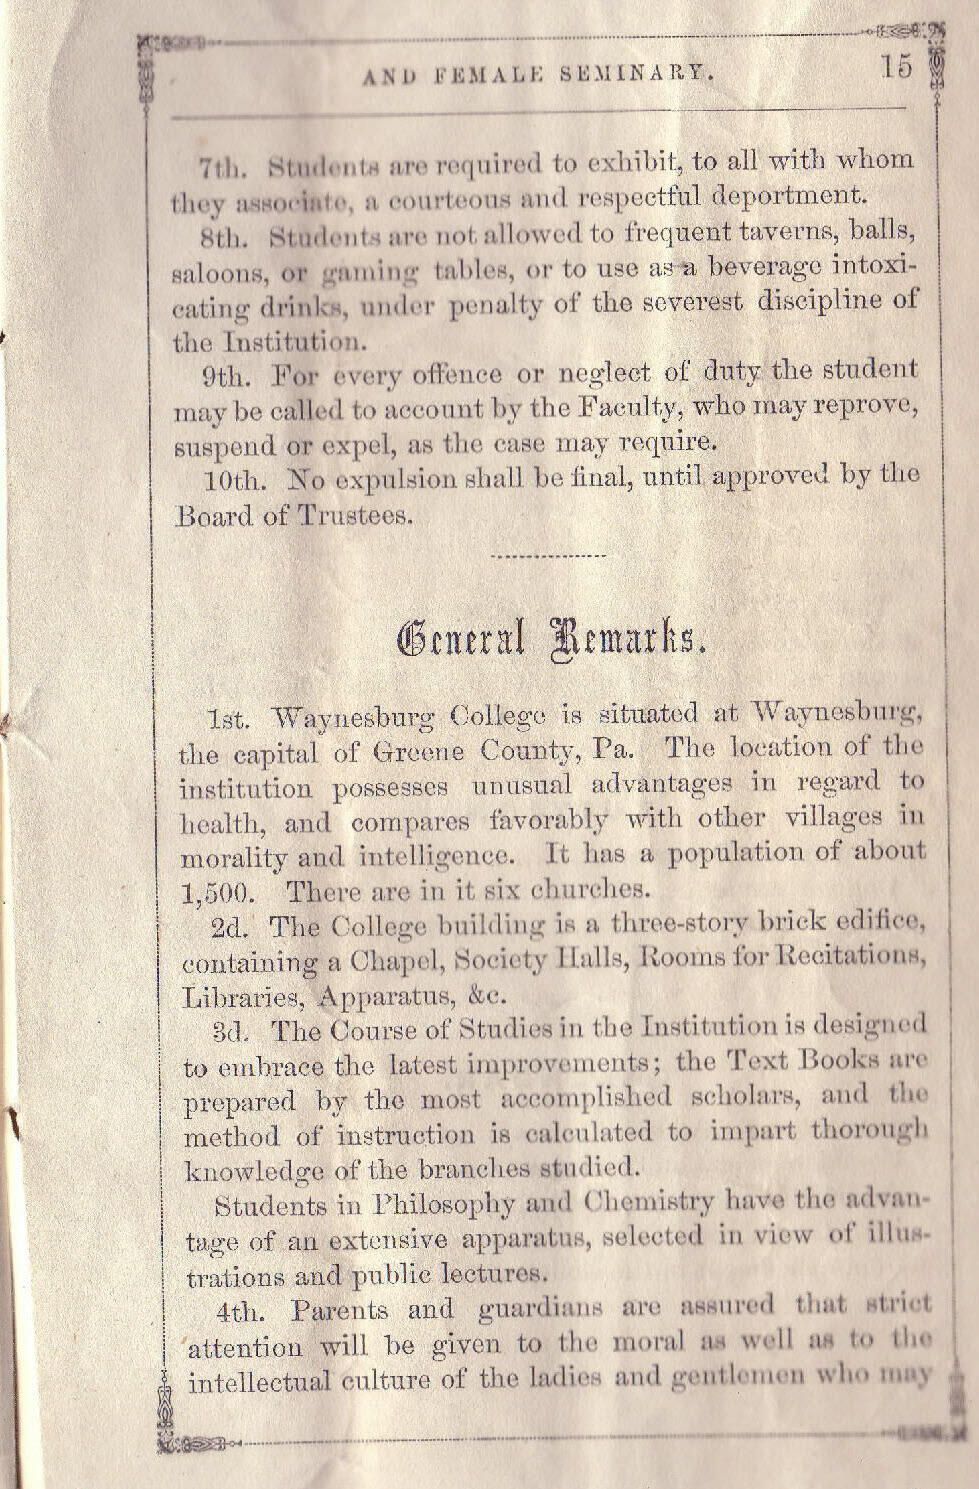 AND FEMALE SEMINARY. 15
7th. Students are required to exhibit, to all with whom
they associate, a courteous and respectful deportment.
8th. Students are not allowed to frequent taverns, balls,
saloons, or gaming tables, or to use as a beverage intoxi-
cating drinks, under penalty of the severest discipline of
the Institution.
9th. For every offence or neglect of duty the student
may be called to account by the Faculty, who may reprove,
suspend or expel, as the case may require.
10th. No expulsion shall be final, until approved by the
Board of Trustees.
General Remarks.
1st. Waynesburg College is situated at Waynesburg,
the capital of Greene County, Pa. The location of the
institution possesses unusual advantages in regard to
health, and compares favorably with other villages in
morality and intelligence. It has a population of about
1,500. There are in it six churches.
2d. The College building is a three-story brick edifice,
containing a Chapel, Society Halls, Rooms for Recitations,
Libraries, Apparatus, &c.
3d. The Course of Studies in the Institution is designed
to embrace the latest improvements; the Text Books are
prepared by the most accomplished scholars, and the
method of instruction is calculated to impart thorough
knowledge of the branches studied.
Students in Philosophy and Chemistry have the advan-
tage of an extensive apparatus, selected in view of illus-
trations and public lectures.
4th. Parents and guardians are assured that strict
attention will be given to the moral as well as to the
intellectual culture of the ladies and gentlemen who may